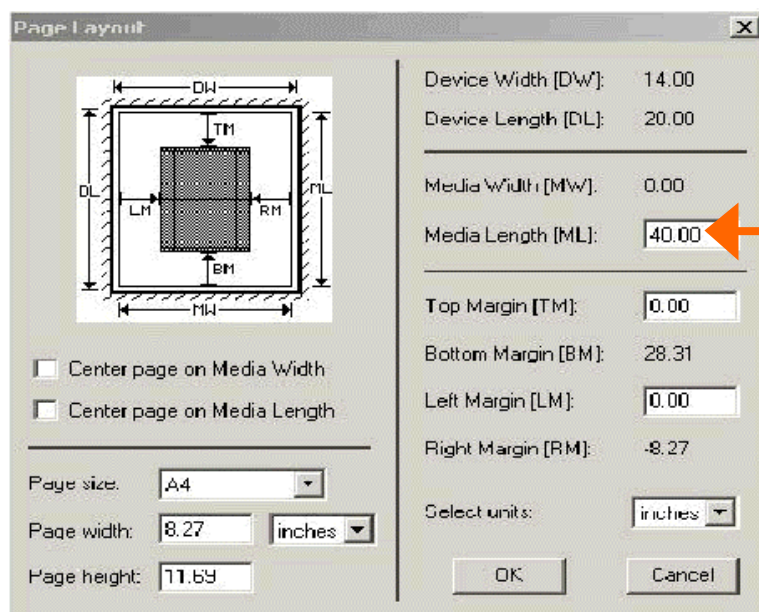 Page Layout
DW
TM
DL
ML
LM
RM
BM
MW
Center page on Media Width
Center page on Media Length
Page size:
A4
Page width:
8.27
inches
Page height:
11.69
Device Width [DW]:
14.00
Device Length [DL]:
20.00
Media Width [MW]:
0.00
Media Length [ML]:
40.00
Top Margin [TM]:
0.00
Bottom Margin [BM]:
28.31
Left Margin [LM]:
0.00
Right Margin [RM]:
-8.27
Select units:
inches
OK
Cancel